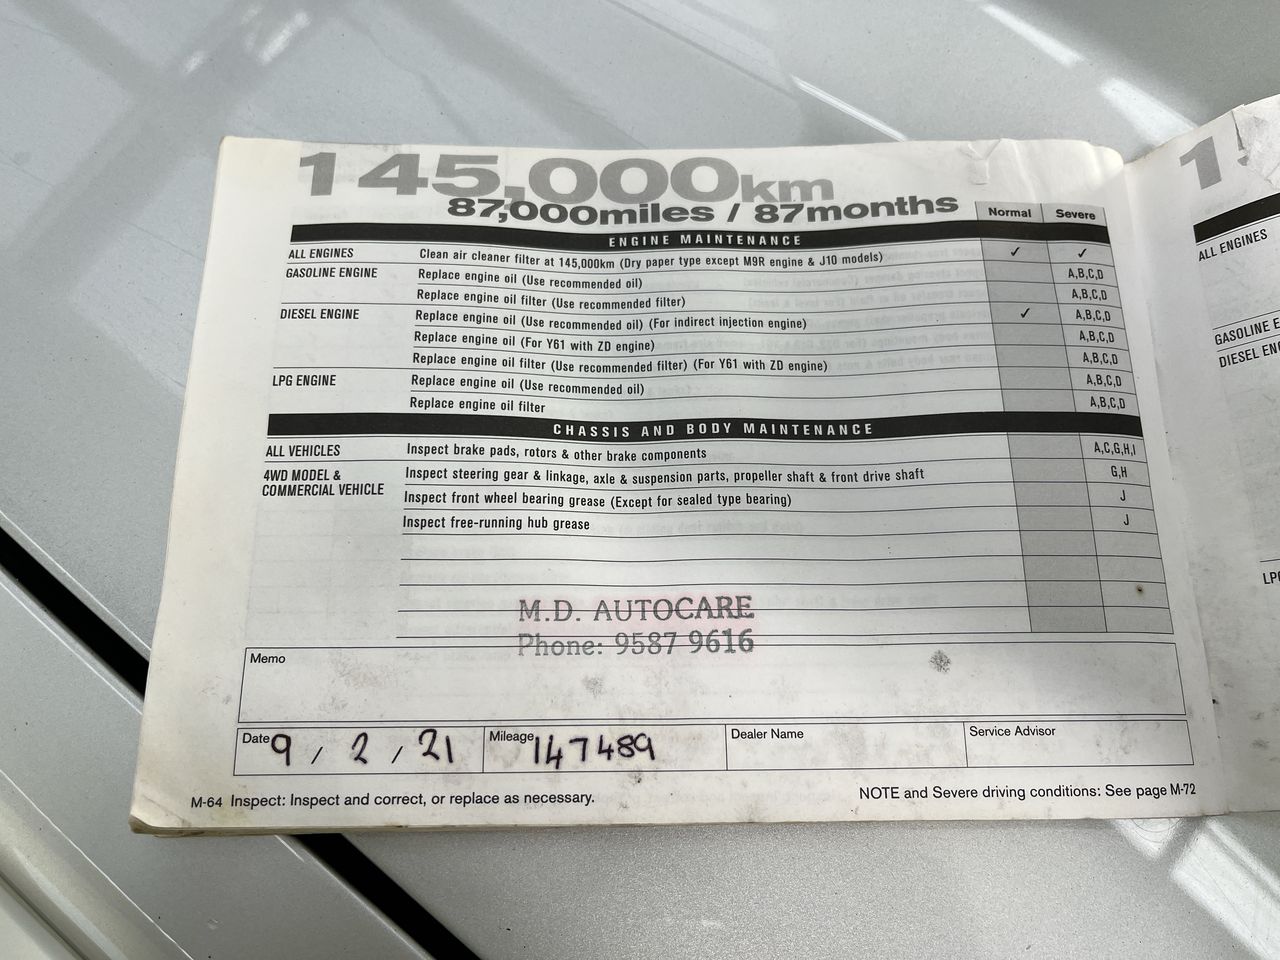 145,000km
87,000miles / 87months
Normal Severe
ENGINE MAINTENANCE
ALL ENGINES Clean air cleaner filter at 145,000km (Dry paper type except M9R engine & J10 models) ✓ ✓
GASOLINE ENGINE Replace engine oil (Use recommended oil) A,B,C,D
Replace engine oil filter (Use recommended filter) A,B,C,D
DIESEL ENGINE Replace engine oil (Use recommended oil) (For indirect injection engine) ✓ A,B,C,D
Replace engine oil (For Y61 with ZD engine) A,B,C,D
Replace engine oil filter (Use recommended filter) (For Y61 with ZD engine) A,B,C,D
LPG ENGINE Replace engine oil (Use recommended oil) A,B,C,D
Replace engine oil filter A,B,C,D
CHASSIS AND BODY MAINTENANCE
ALL VEHICLES Inspect brake pads, rotors & other brake components A,C,G,H,I
4WD MODEL & Inspect steering gear & linkage, axle & suspension parts, propeller shaft & front drive shaft G,H
COMMERCIAL VEHICLE Inspect front wheel bearing grease (Except for sealed type bearing) J
Inspect free-running hub grease J
M.D. AUTOCARE
Phone: 9587 9616
Memo
Date 9 / 2 / 21 Mileage 147489 Dealer Name Service Advisor
M-64 Inspect: Inspect and correct, or replace as necessary. NOTE and Severe driving conditions: See page M-72
ALL ENGINES
GASOLINE E
DIESEL ENG